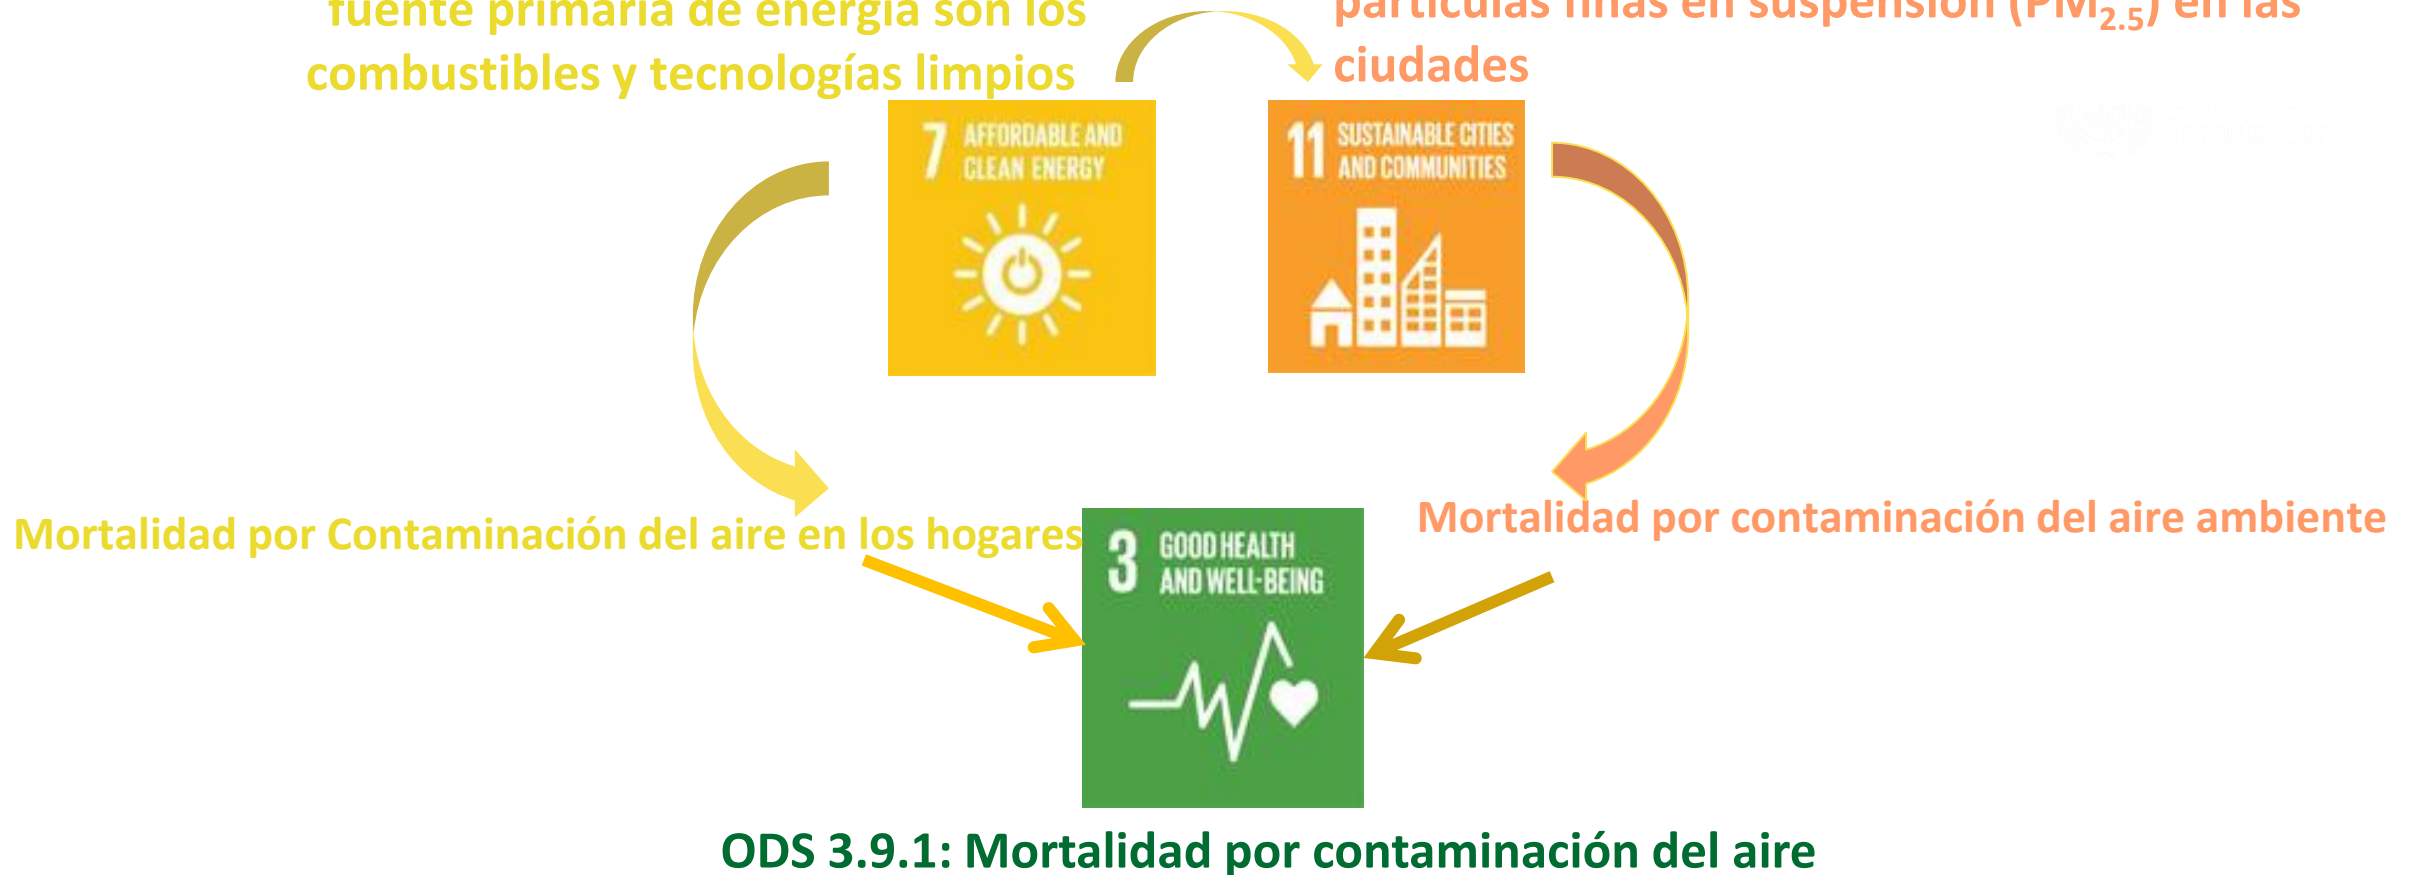 fuente primaria de energía son los
combustibles y tecnologías limpios
partículas finas en suspensión (PM2.5) en las
ciudades
7 AFFORDABLE AND
CLEAN ENERGY
11 SUSTAINABLE CITIES
AND COMMUNITIES
Mortalidad por Contaminación del aire en los hogares
Mortalidad por contaminación del aire ambiente
3 GOOD HEALTH
AND WELL-BEING
ODS 3.9.1: Mortalidad por contaminación del aire